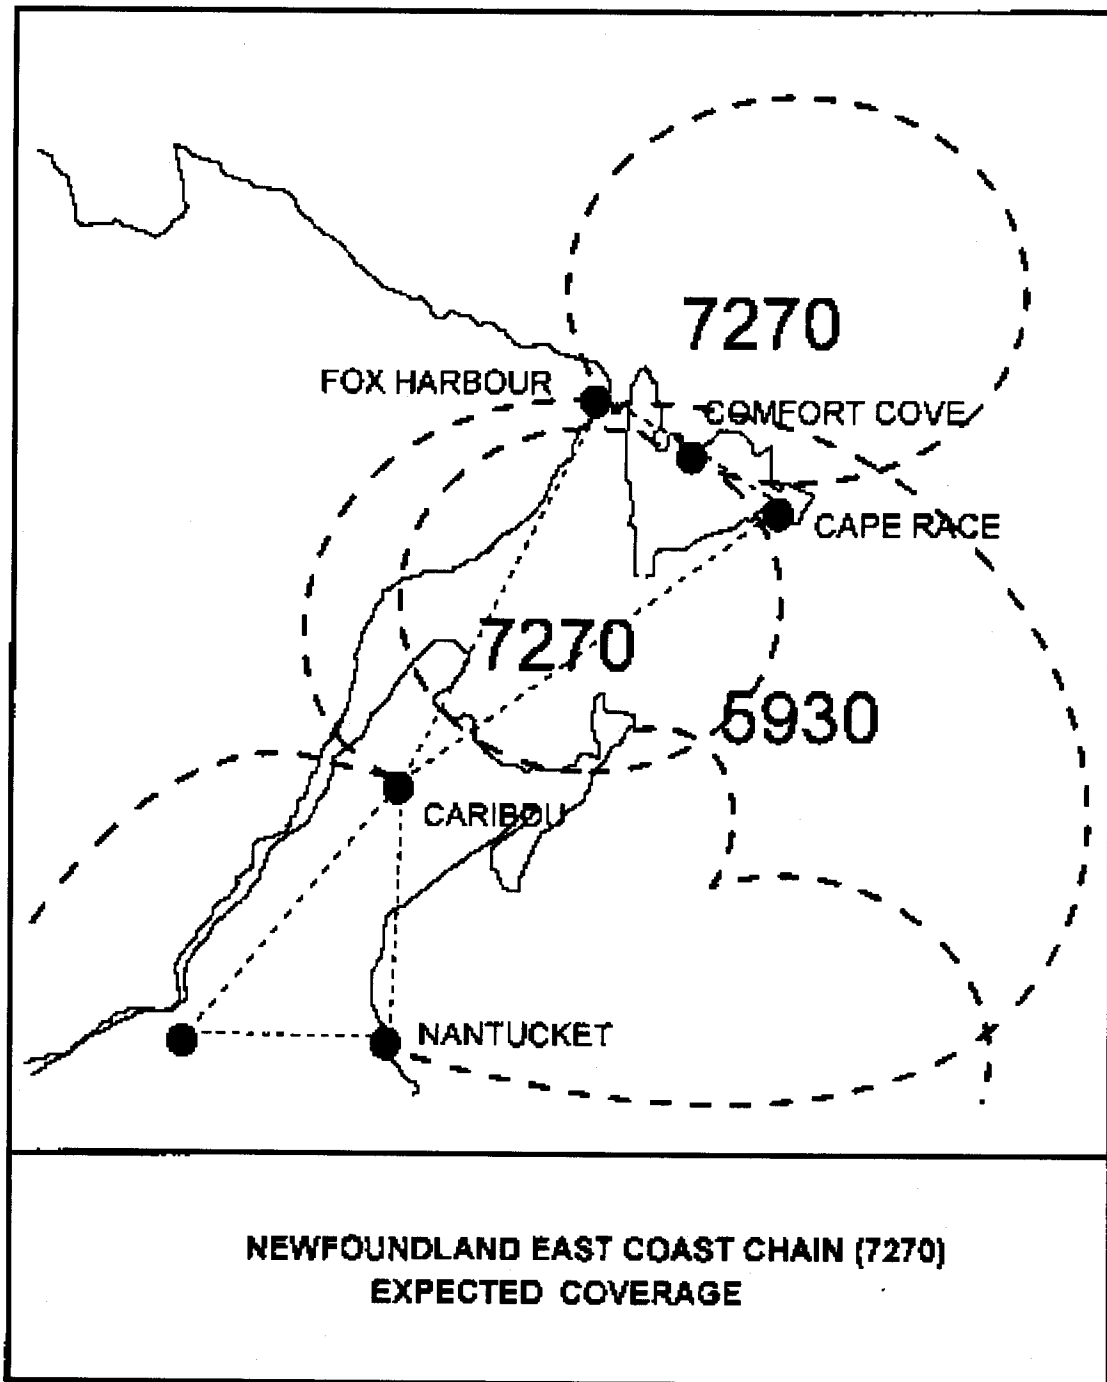 7270
FOX HARBOUR
COMFORT COVE
CAPE RACE
7270
5930
CARIBOU
NANTUCKET
NEWFOUNDLAND EAST COAST CHAIN (7270)
EXPECTED COVERAGE